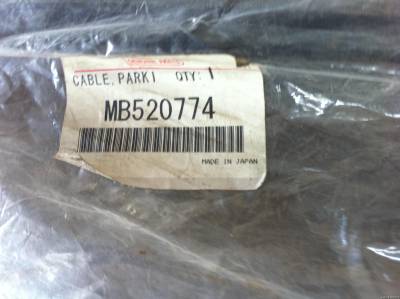 CABLE,PARKI QTY: 1
MB520774
MADE IN JAPAN